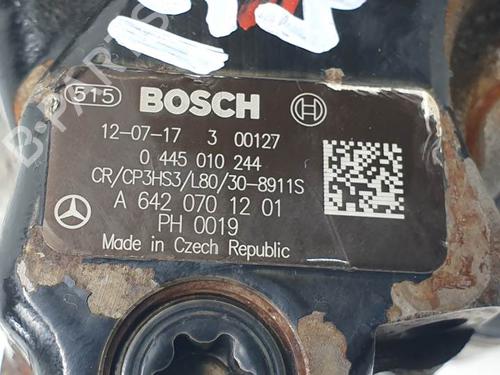 515 BOSCH
12-07-17 3 00127
0 445 010 244
CR/CP3HS3/L80/30-8911S
A 642 070 12 01
PH 0019
Made in Czech Republic
B-PARTS